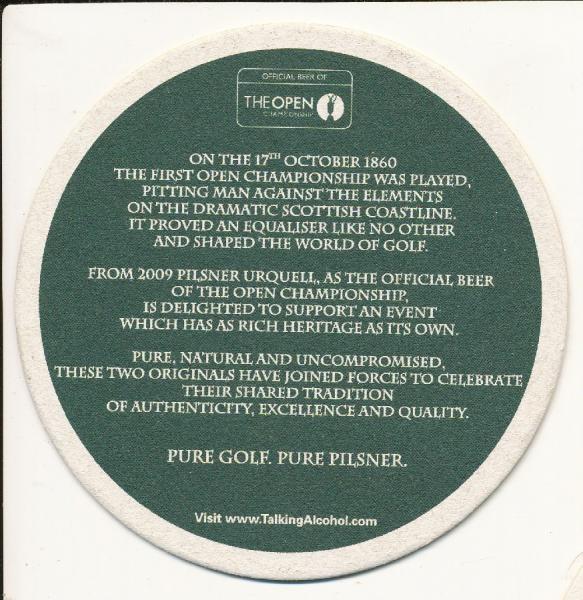 OFFICIAL BEER OF
THE OPEN
CHAMPIONSHIP
ON THE 17TH OCTOBER 1860
THE FIRST OPEN CHAMPIONSHIP WAS PLAYED,
PITTING MAN AGAINST THE ELEMENTS
ON THE DRAMATIC SCOTTISH COASTLINE.
IT PROVED AN EQUALISER LIKE NO OTHER
AND SHAPED THE WORLD OF GOLF.
FROM 2009 PILSNER URQUELL, AS THE OFFICIAL BEER
OF THE OPEN CHAMPIONSHIP,
IS DELIGHTED TO SUPPORT AN EVENT
WHICH HAS AS RICH HERITAGE AS ITS OWN.
PURE, NATURAL AND UNCOMPROMISED,
THESE TWO ORIGINALS HAVE JOINED FORCES TO CELEBRATE
THEIR SHARED TRADITION
OF AUTHENTICITY, EXCELLENCE AND QUALITY.
PURE GOLF. PURE PILSNER.
Visit www.TalkingAlcohol.com